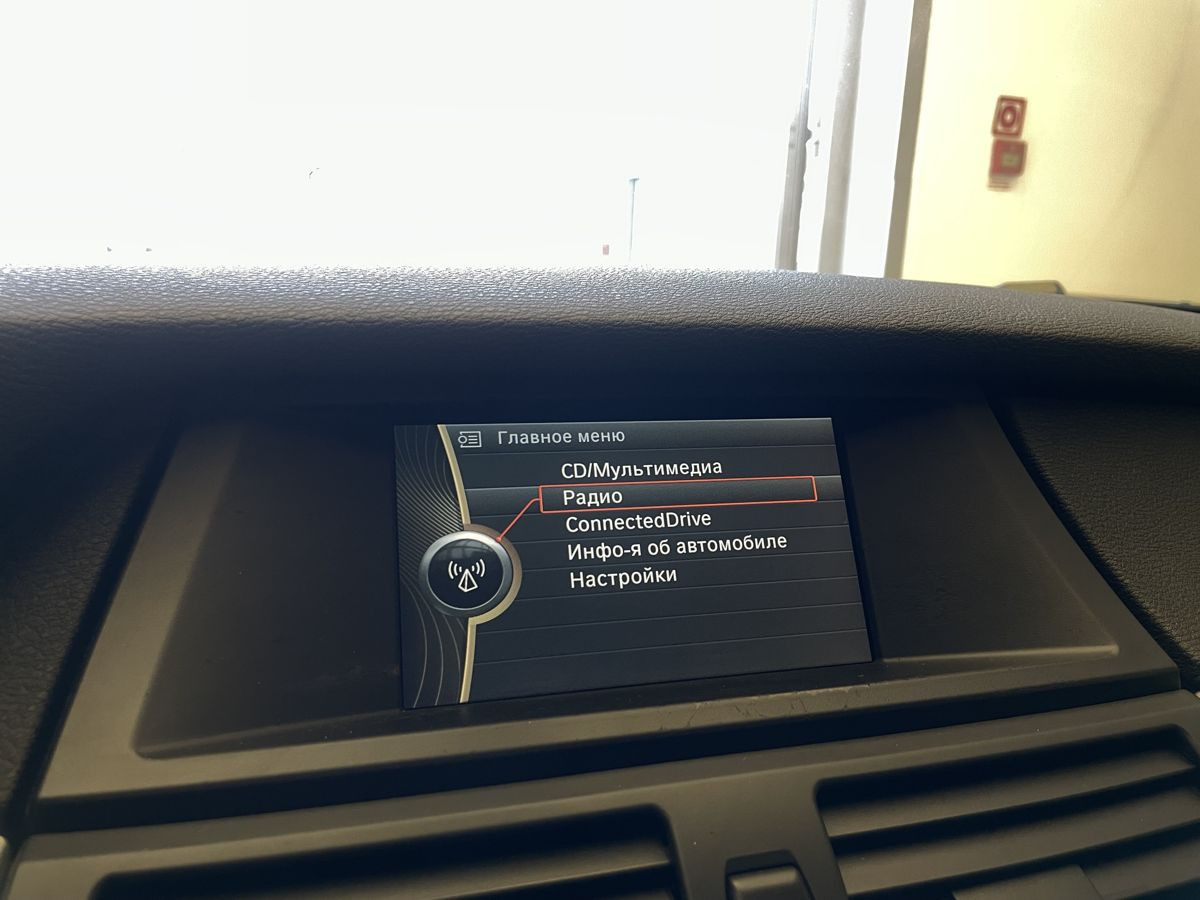 Главное меню
CD/Мультимедиа
Радио
ConnectedDrive
Инфо-я об автомобиле
Настройки